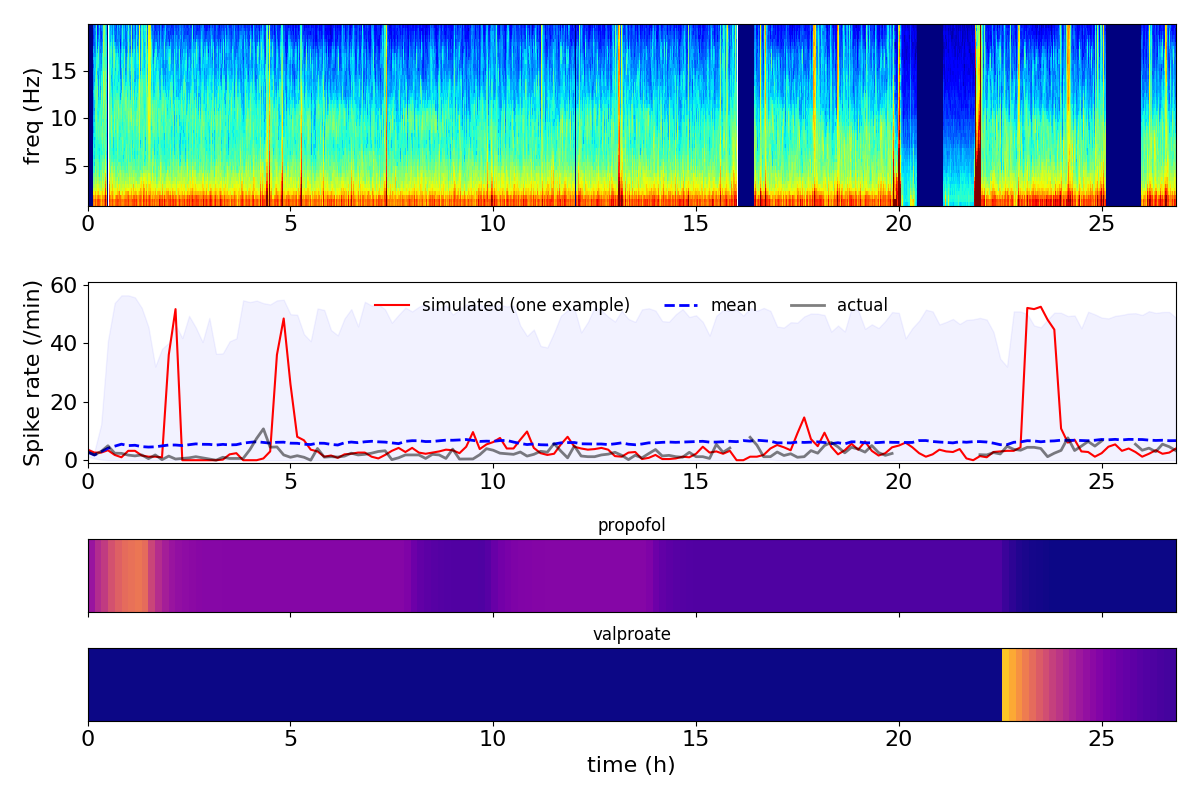 freq (Hz)
15
10
5
0 5 10 15 20 25
Spike rate (/min)
60
40
20
0
simulated (one example) mean actual
0 5 10 15 20 25
propofol
valproate
0 5 10 15 20 25
time (h)